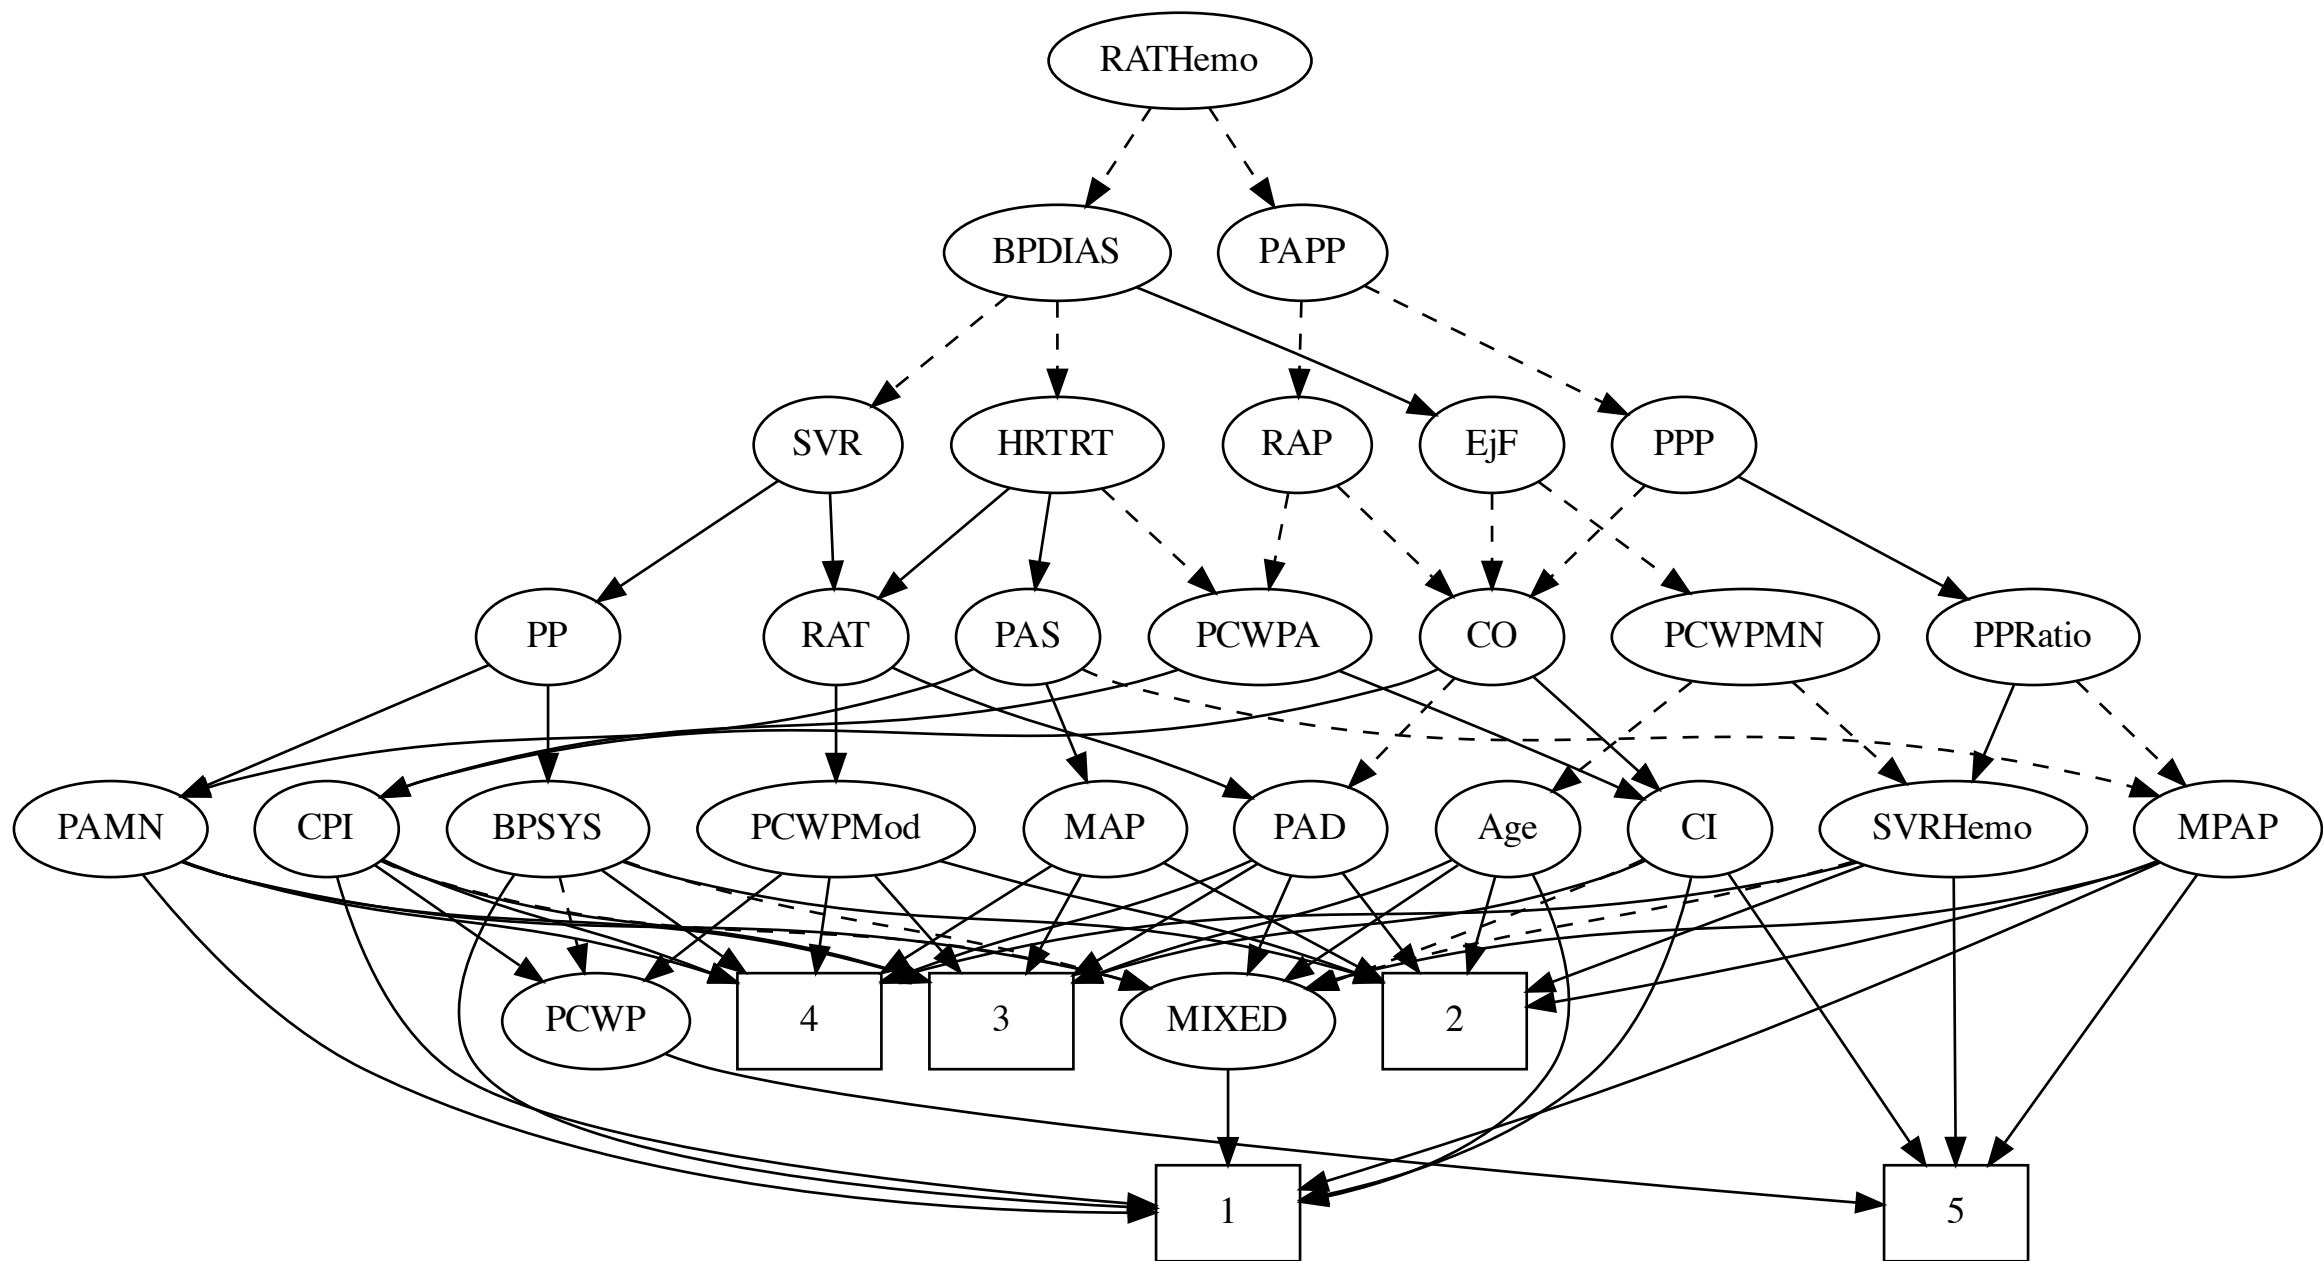 RATHemo
BPDIAS
PAPP
SVR
HRTRT
RAP
EjF
PPP
PP
RAT
PAS
PCWPA
CO
PCWPMN
PPRatio
PAMN
CPI
BPSYS
PCWPMod
MAP
PAD
Age
CI
SVRHemo
MPAP
PCWP
4
3
MIXED
2
1
5